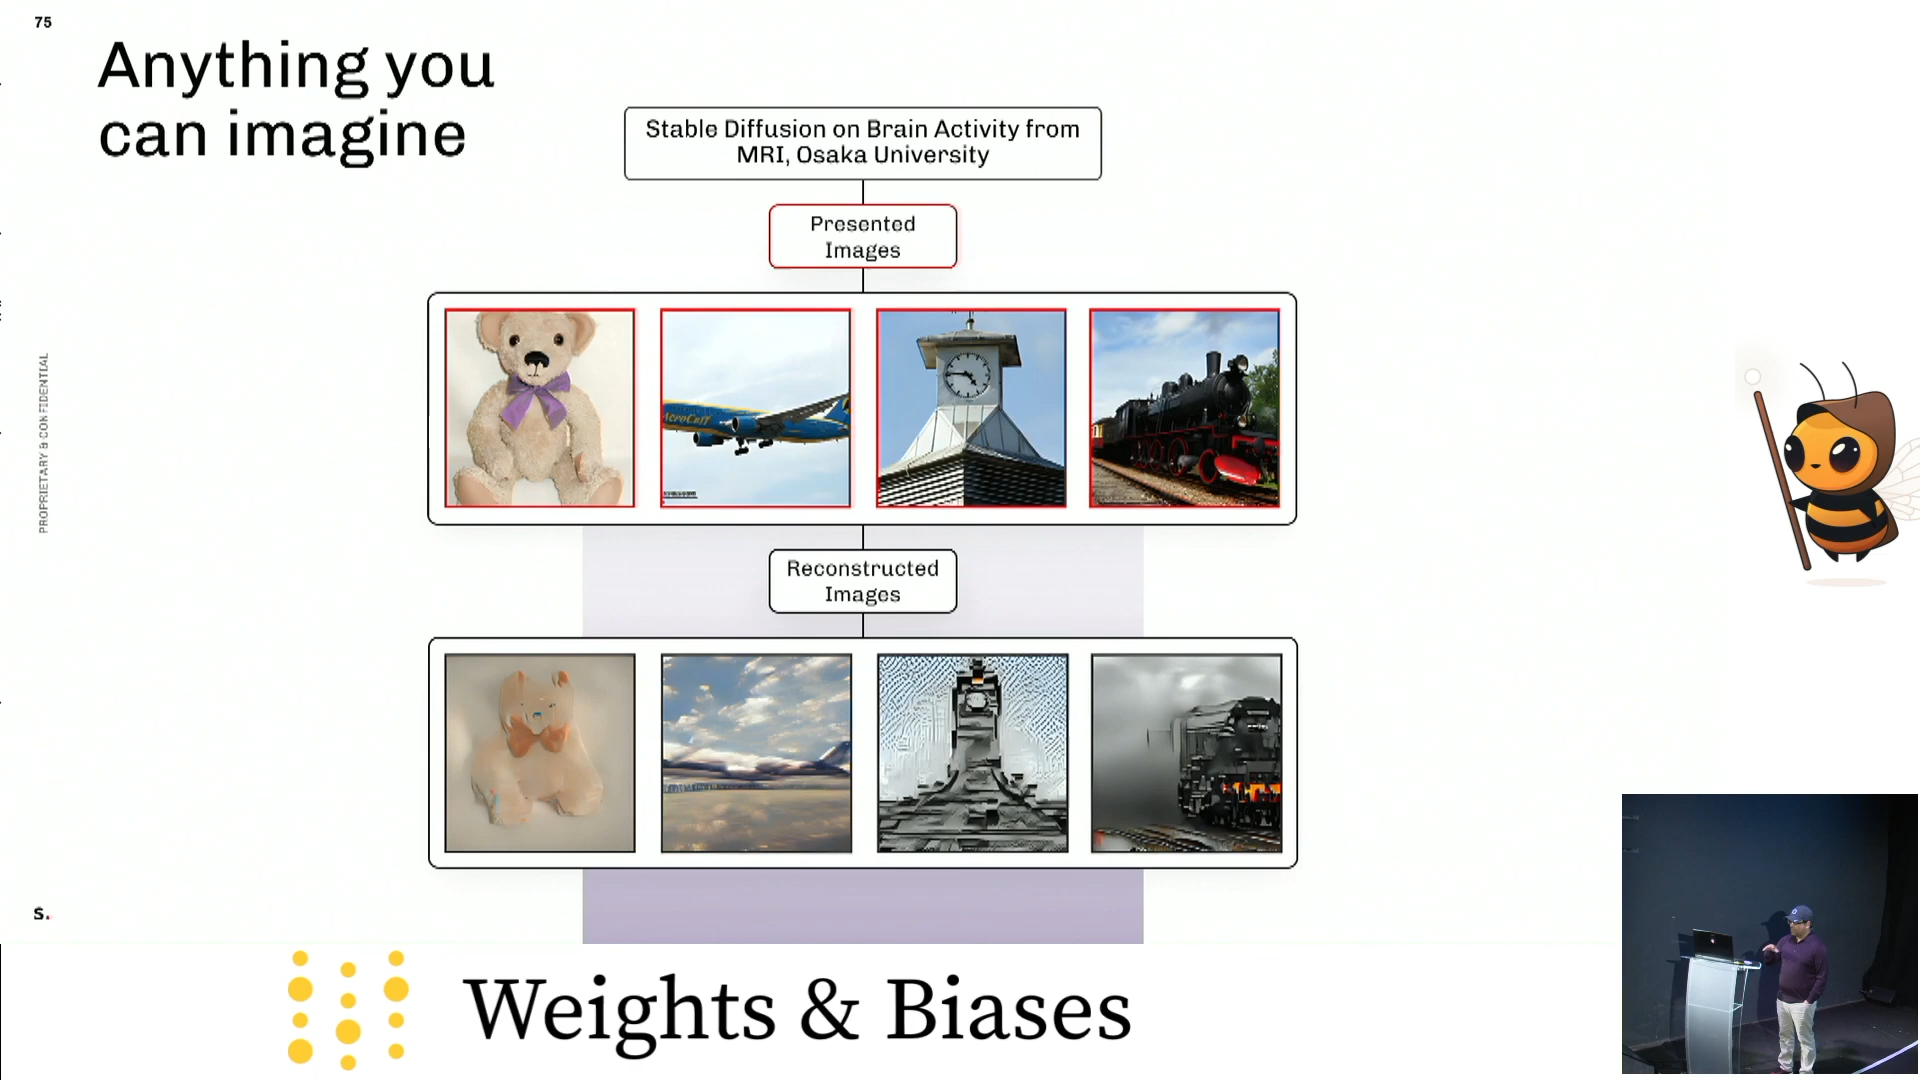 75
Anything you
can imagine
Stable Diffusion on Brain Activity from
MRI, Osaka University
Presented
Images
AeroCuIT
Reconstructed
Images
PROPRIETARY & CONFIDENTIAL
S.
Weights & Biases